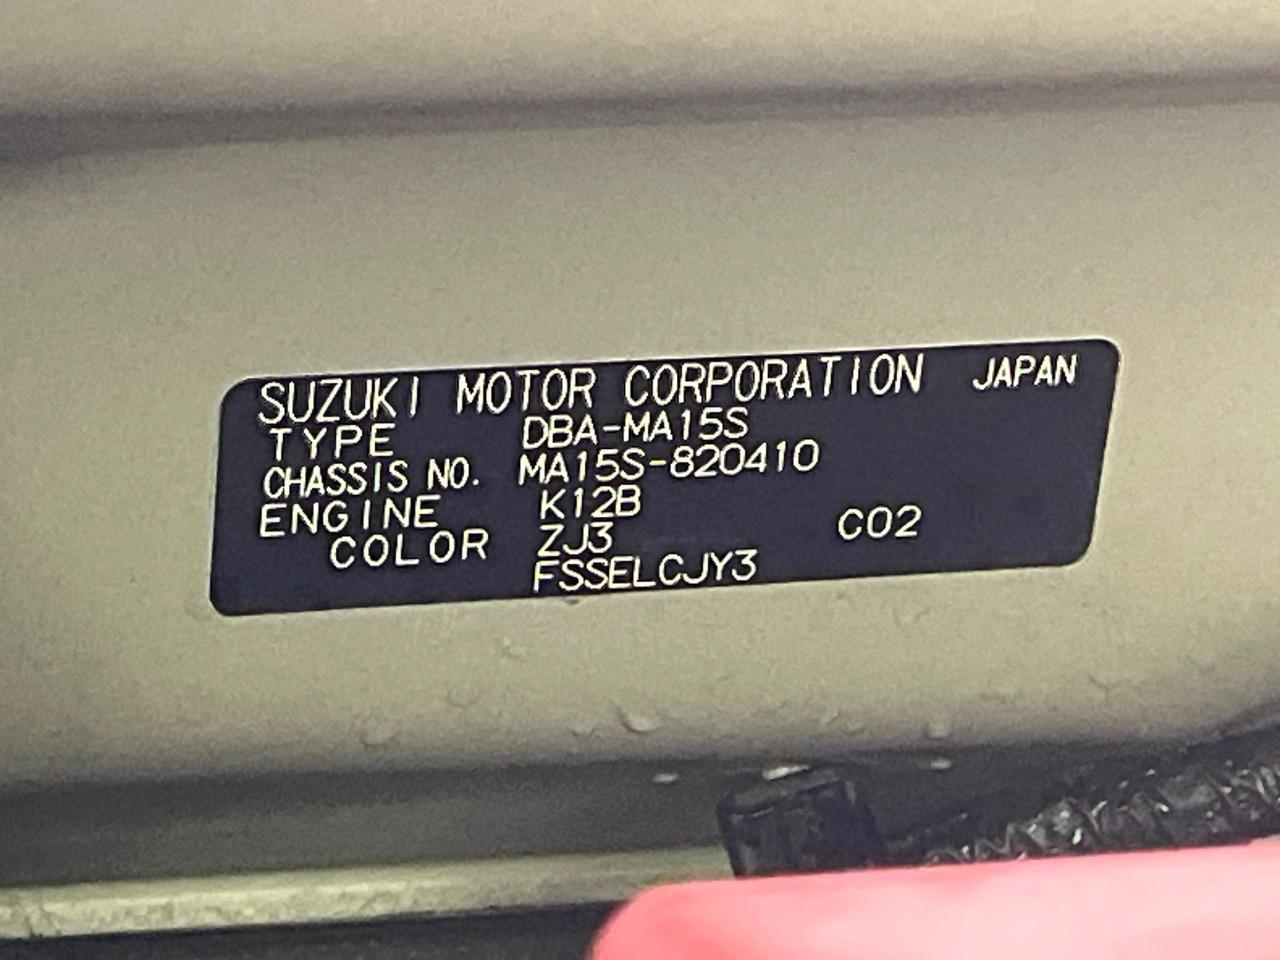 SUZUKI MOTOR CORPORATION JAPAN
TYPE DBA-MA15S
CHASSIS NO. MA15S-820410
ENGINE K12B
COLOR ZJ3 C02
FSSELCJY3